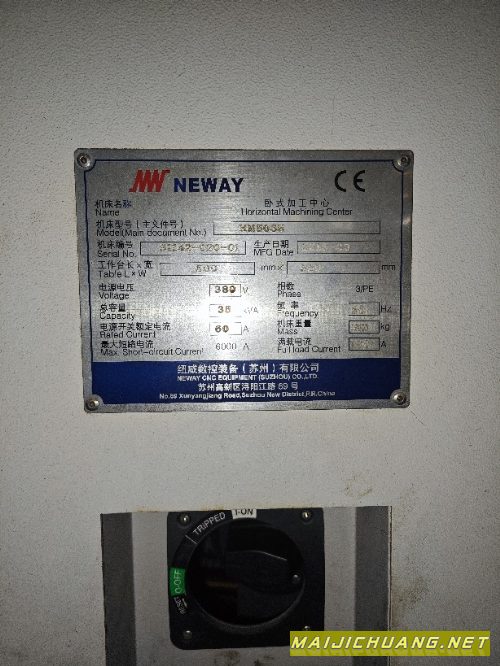 NEWAY CE
机床名称 卧式加工中心
Name Horizontal Machining Center
机床型号(主义件号)
Model(Main document No.)
机床编号 生产日期
Serial No. MFG Date
工作台长×宽 500 mm× mm
Table L×W
电源电压 380 V 相数 3/PE
Voltage Phase
总容量 35 KVA 频率 Hz
Capacity Frequency
电源开关额定电流 60 A 机床重量 kg
Rated Current Mass
最大短路电流 6000 A 满载电流 A
Max. Short-circuit Current Full load Current
纽威数控装备(苏州)有限公司
NEWAY CNC EQUIPMENT (SUZHOU) CO.,LTD.
苏州高新区浔阳江路 69 号
No.69 Xunyangjiang Road,Suzhou New District,P.R.China
I-ON
TRIPPED
O-OFF
RESET
MAIJICHUANG.NET